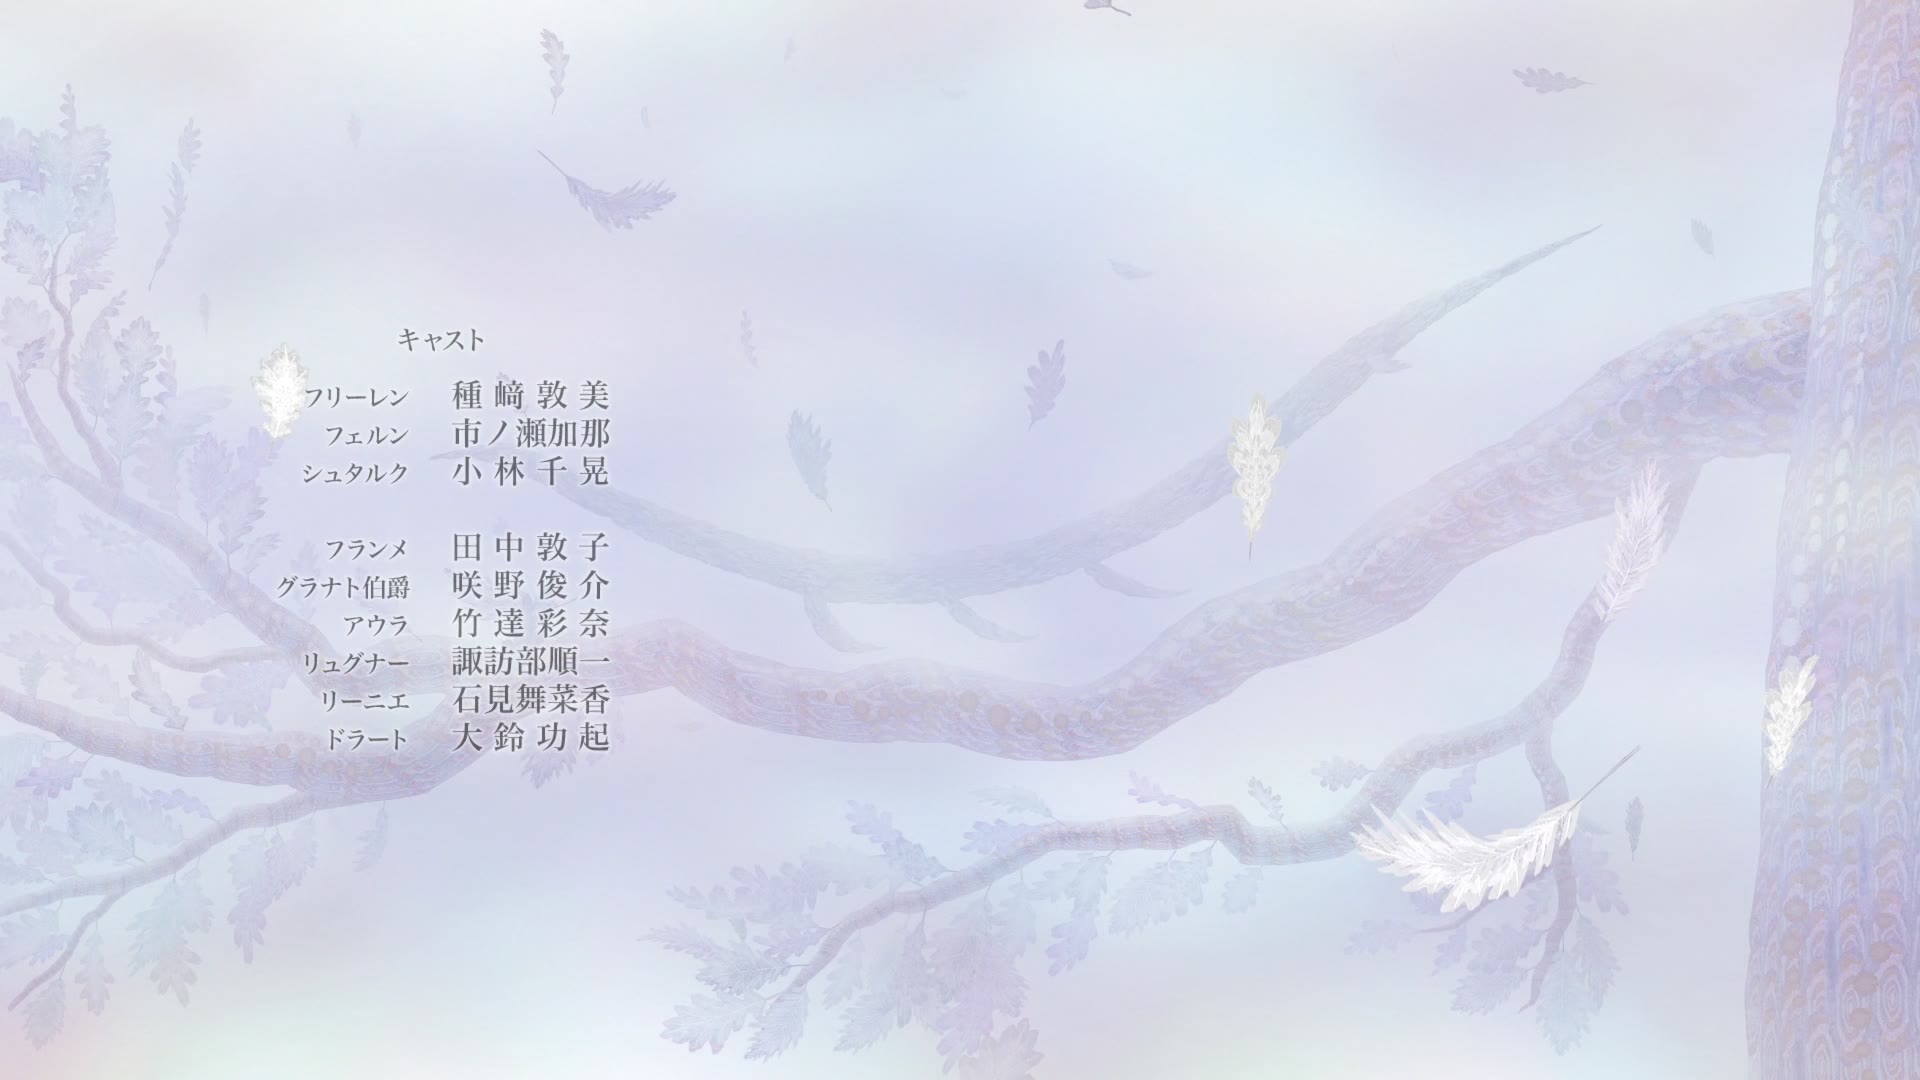 キャスト
フリーレン 種﨑敦美
フェルン 市ノ瀬加那
シュタルク 小林千晃
フランメ 田中敦子
グラナト伯爵 咲野俊介
アウラ 竹達彩奈
リュグナー 諏訪部順一
リーニエ 石見舞菜香
ドラート 大鈴功起